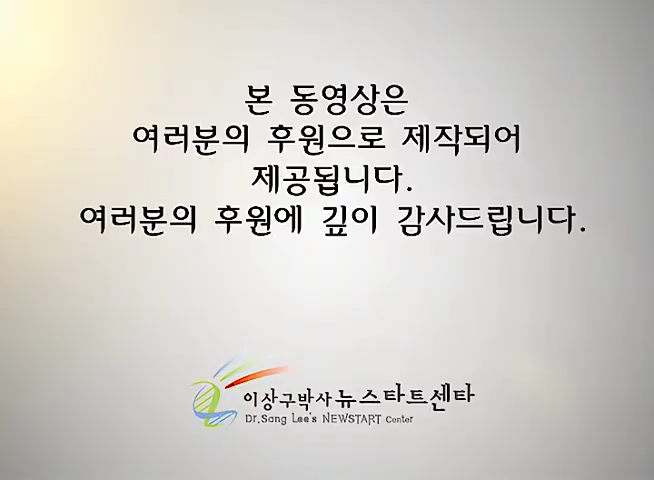 본 동영상은
여러분의 후원으로 제작되어
제공됩니다.
여러분의 후원에 깊이 감사드립니다.
이상구박사 뉴스타트센타
Dr.Sang Lee's NEWSTART Center